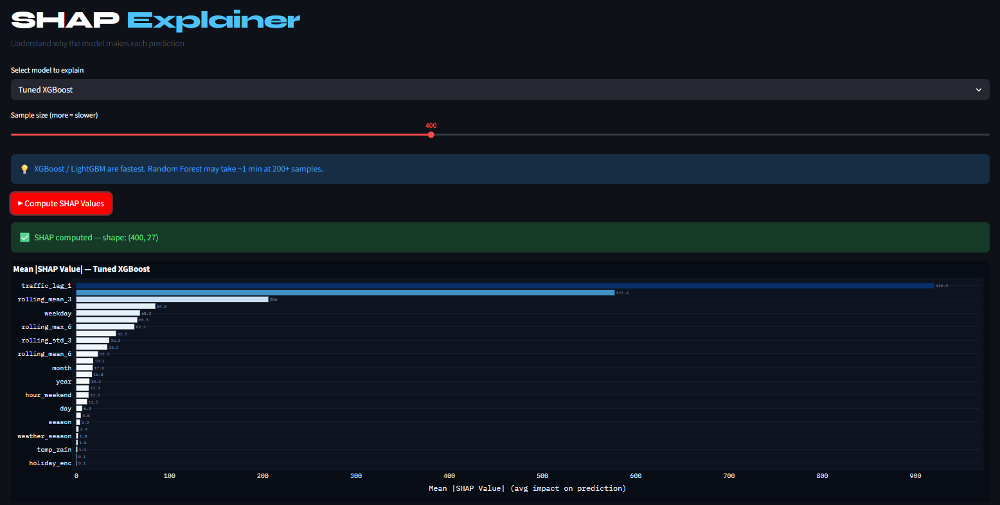 SHAP Explainer
Understand why the model makes each prediction
Select model to explain
Tuned XGBoost
Sample size (more = slower)
400
💡 XGBoost / LightGBM are fastest. Random Forest may take ~1 min at 200+ samples.
▶ Compute SHAP Values
✅ SHAP computed — shape: (400, 27)
Mean |SHAP Value| — Tuned XGBoost
traffic_lag_1 919.9
577.4
rolling_mean_3 206
84.8
weekday 68.2
65.5
rolling_max_6 62.3
42.5
rolling_std_3 35.3
33.2
rolling_mean_6 23.3
18.2
month 17.6
16.8
year 14.2
13.3
hour_weekend 13.2
11.5
day 6.3
4.8
season 3.9
2.4
weather_season 1.8
1.5
temp_rain 1.1
0.1
holiday_enc 0.1
0 100 200 300 400 500 600 700 800 900
Mean |SHAP Value| (avg impact on prediction)